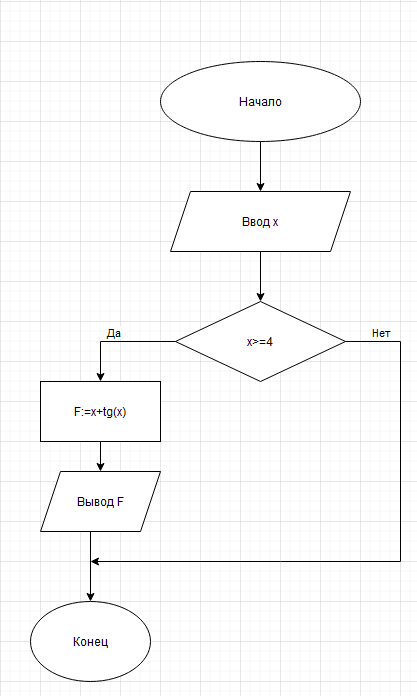 Начало
Ввод x
x>=4
Да
Нет
F:=x+tg(x)
Вывод F
Конец